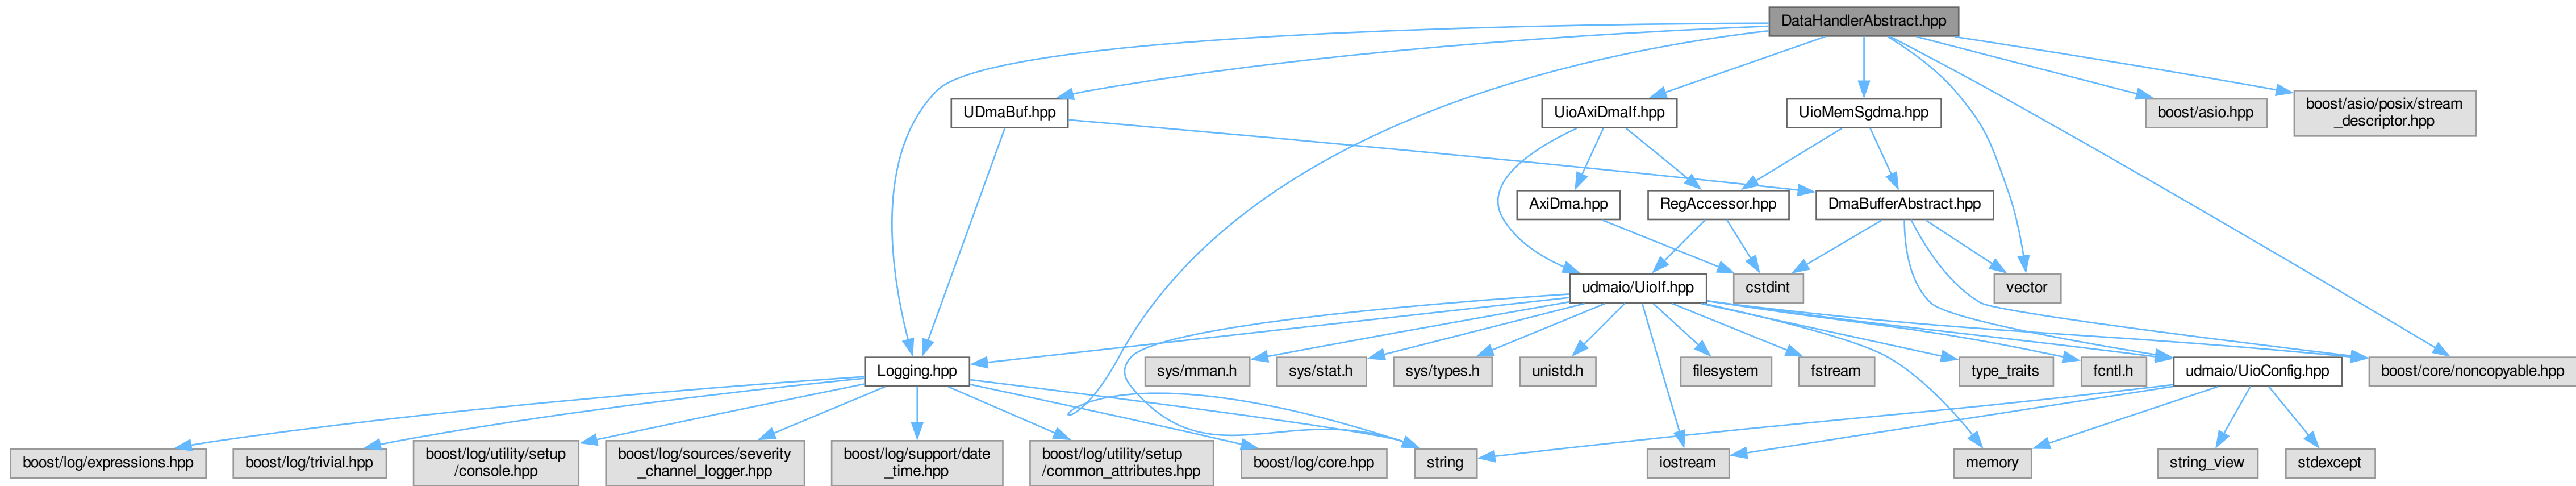 DataHandlerAbstract.hpp
UDmaBuf.hpp
UioAxiDmaIf.hpp
UioMemSgdma.hpp
boost/asio.hpp
boost/asio/posix/stream
_descriptor.hpp
AxiDma.hpp
RegAccessor.hpp
DmaBufferAbstract.hpp
udmaio/UioIf.hpp
cstdint
vector
Logging.hpp
sys/mman.h
sys/stat.h
sys/types.h
unistd.h
filesystem
fstream
type_traits
fcntl.h
udmaio/UioConfig.hpp
boost/core/noncopyable.hpp
boost/log/expressions.hpp
boost/log/trivial.hpp
boost/log/utility/setup
/console.hpp
boost/log/sources/severity
_channel_logger.hpp
boost/log/support/date
_time.hpp
boost/log/utility/setup
/common_attributes.hpp
boost/log/core.hpp
string
iostream
memory
string_view
stdexcept